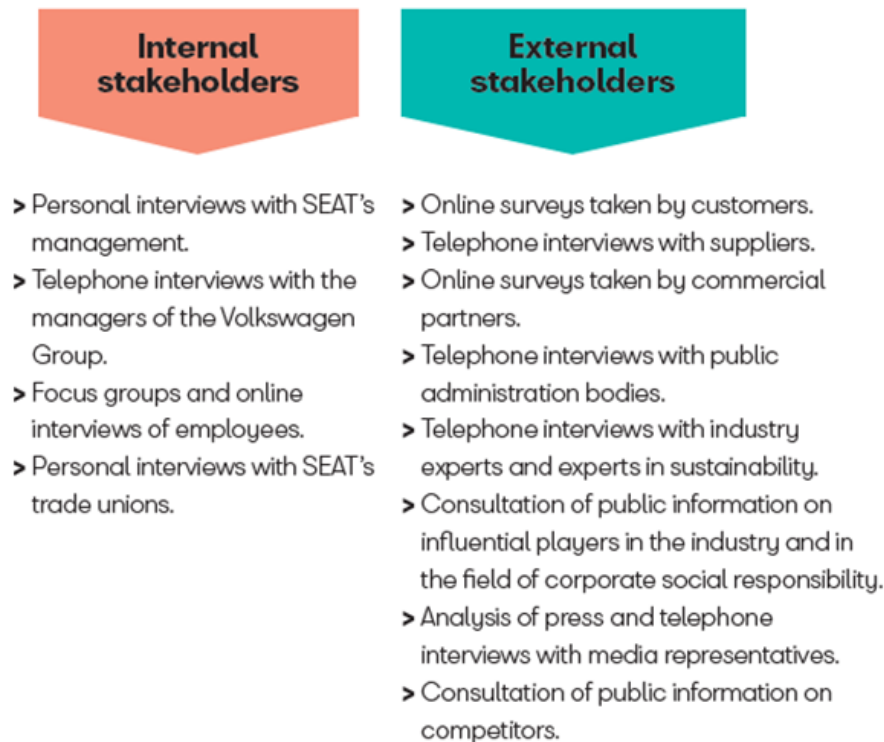 Internal
stakeholders
> Personal interviews with SEAT's
management.
> Telephone interviews with the
managers of the Volkswagen
Group.
> Focus groups and online
interviews of employees.
> Personal interviews with SEAT's
trade unions.
External
stakeholders
> Online surveys taken by customers.
> Telephone interviews with suppliers.
> Online surveys taken by commercial
partners.
> Telephone interviews with public
administration bodies.
> Telephone interviews with industry
experts and experts in sustainability.
> Consultation of public information on
influential players in the industry and in
the field of corporate social responsibility.
> Analysis of press and telephone
interviews with media representatives.
> Consultation of public information on
competitors.